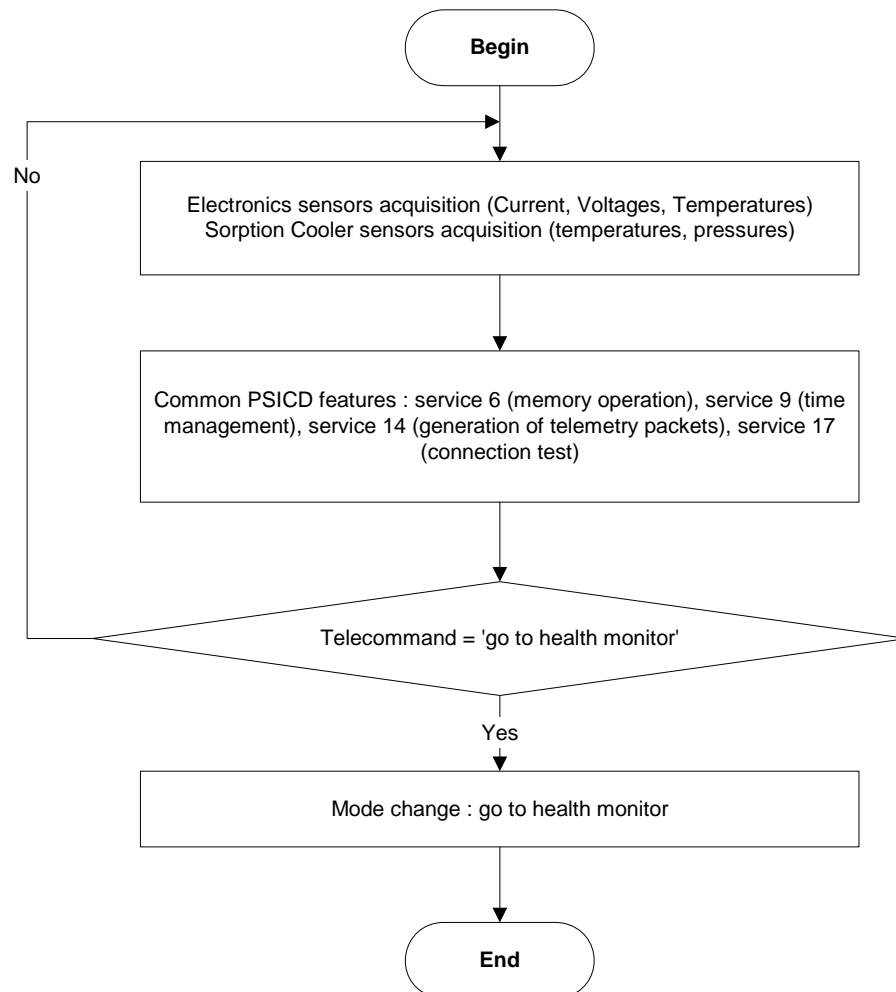 Begin
No
Electronics sensors acquisition (Current, Voltages, Temperatures)
Sorption Cooler sensors acquisition (temperatures, pressures)
Common PSICD features : service 6 (memory operation), service 9 (time
management), service 14 (generation of telemetry packets), service 17
(connection test)
Telecommand = 'go to health monitor'
Yes
Mode change : go to health monitor
End